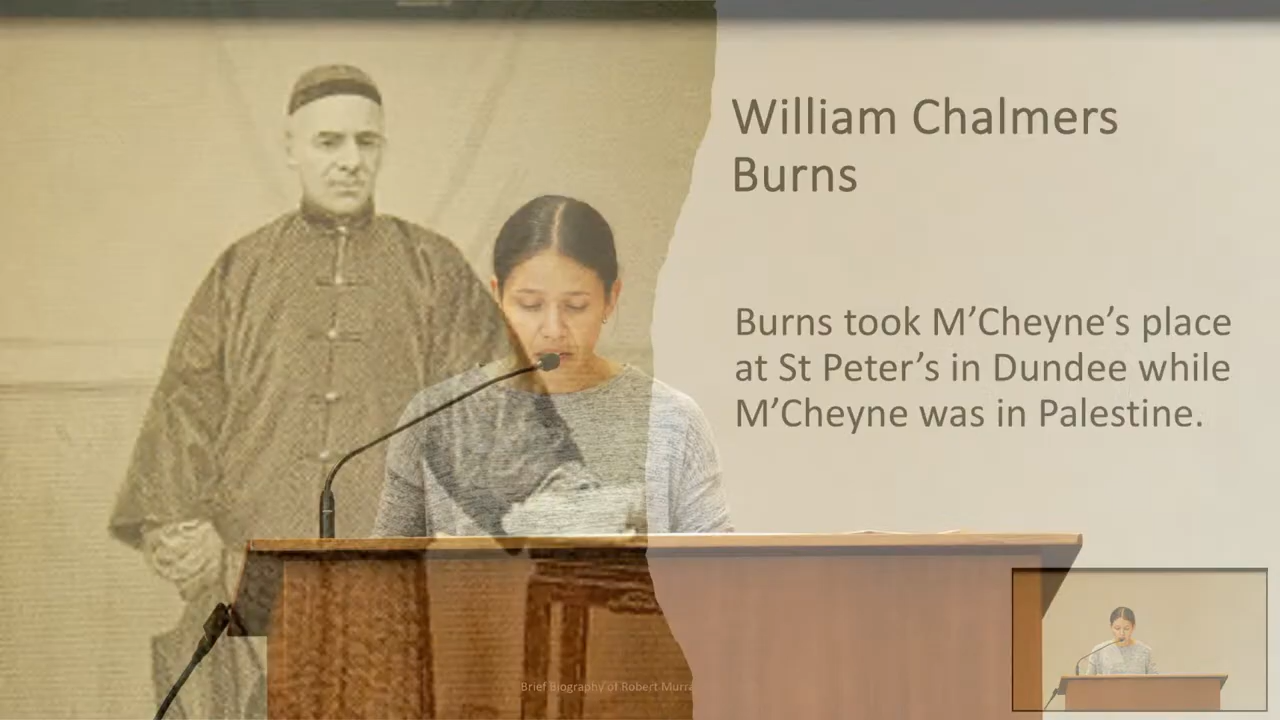 William Chalmers
Burns
Burns took M’Cheyne’s place
at St Peter’s in Dundee while
M’Cheyne was in Palestine.
Brief Biography of Robert Murra